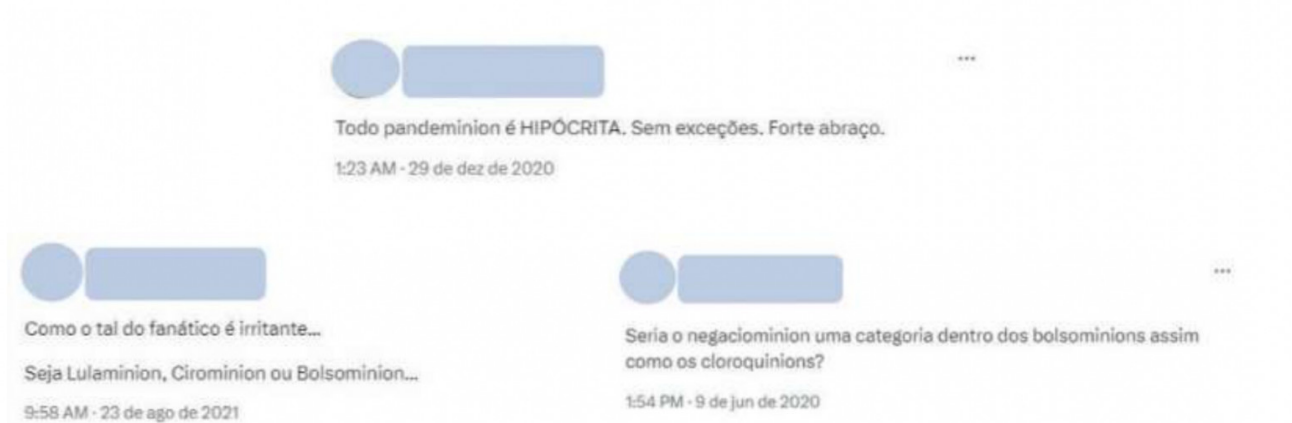 ...
Todo pandeminion é HIPÓCRITA. Sem exceções. Forte abraço.
1:23 AM · 29 de dez de 2020
Como o tal do fanático é irritante...
Seja Lulaminion, Cirominion ou Bolsominion...
9:58 AM · 23 de ago de 2021
...
Seria o negaciominion uma categoria dentro dos bolsominions assim
como os cloroquinions?
1:54 PM · 9 de jun de 2020